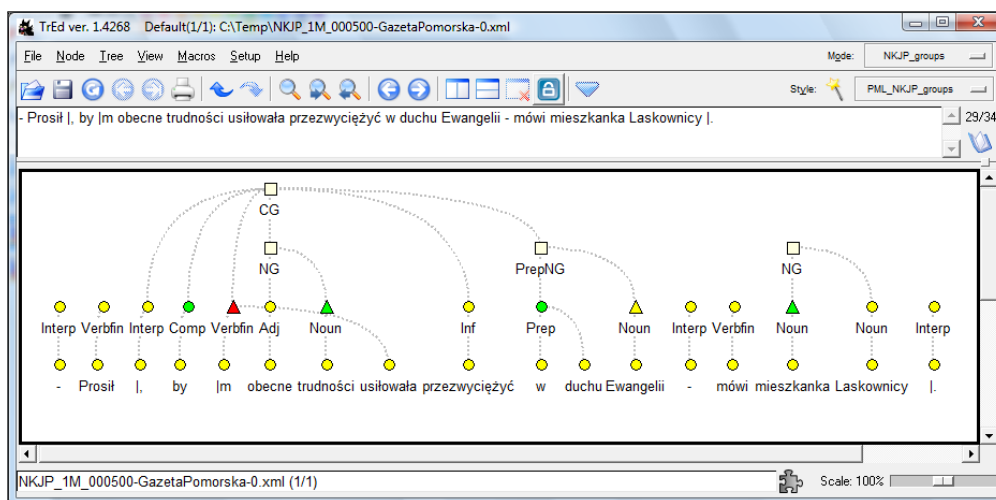 TrEd ver. 1.4268 Default(1/1): C:\Temp\NKJP_1M_000500-GazetaPomorska-0.xml
File Node Tree View Macros Setup Help Mode: NKJP_groups
Style: PML_NKJP_groups
- Prosił |, by |m obecne trudności usiłowała przezwyciężyć w duchu Ewangelii - mówi mieszkanka Laskownicy |. 29/34
CG
NG PrepNG NG
Interp Verbfin Interp Comp Verbfin Adj Noun Inf Prep Noun Interp Verbfin Noun Noun Interp
- Prosił |, by |m obecne trudności usiłowała przezwyciężyć w duchu Ewangelii - mówi mieszkanka Laskownicy |.
NKJP_1M_000500-GazetaPomorska-0.xml (1/1) Scale: 100%